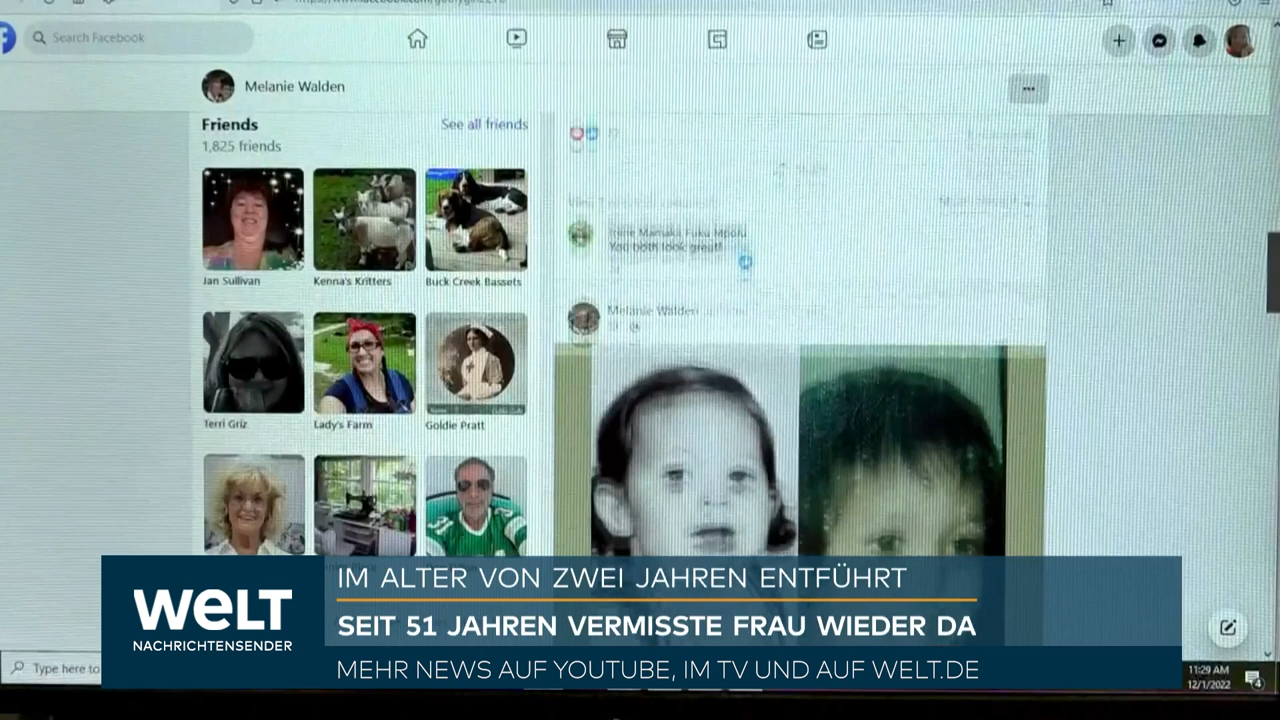 Search Facebook
Melanie Walden
Friends
See all friends
1,825 friends
Jan Sullivan
Kenna's Kritters
Buck Creek Bassets
You both look great!
Melanie Walden
Terri Griz
Lady's Farm
Goldie Pratt
31
WELT
NACHRICHTENSENDER
IM ALTER VON ZWEI JAHREN ENTFÜHRT
SEIT 51 JAHREN VERMISSTE FRAU WIEDER DA
MEHR NEWS AUF YOUTUBE, IM TV UND AUF WELT.DE
Type here to
11:29 AM
12/1/2022
4